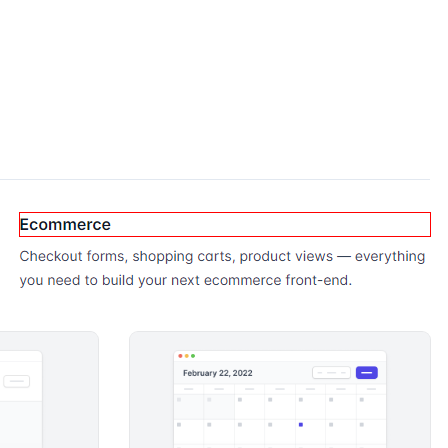 Ecommerce
Checkout forms, shopping carts, product views — everything
you need to build your next ecommerce front-end.
February 22, 2022